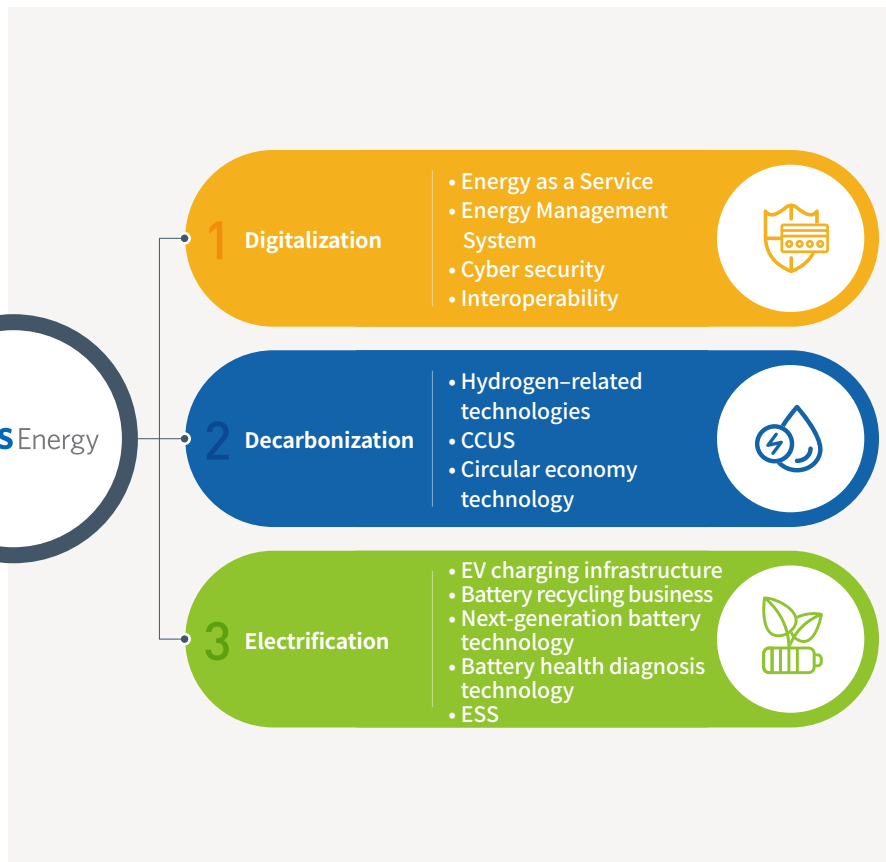 S Energy
1
Digitalization
• Energy as a Service
• Energy Management
System
• Cyber security
• Interoperability
2
Decarbonization
• Hydrogen–related
technologies
• CCUS
• Circular economy
technology
3
Electrification
• EV charging infrastructure
• Battery recycling business
• Next-generation battery
technology
• Battery health diagnosis
technology
• ESS